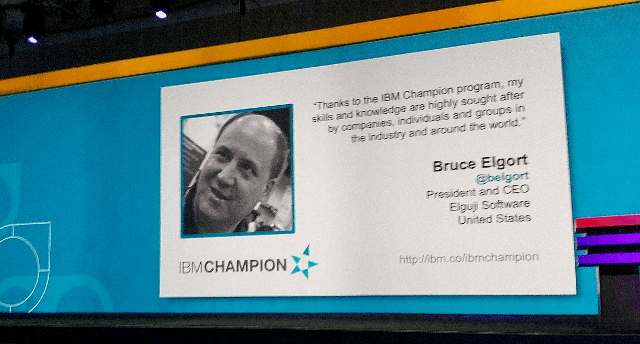 "Thanks to the IBM Champion program, my
skills and knowledge are highly sought after
by companies, individuals and groups in
the industry and around the world."
Bruce Elgort
@belgort
President and CEO
Elguji Software
United States
IBMCHAMPION
http://ibm.co/ibmchampion